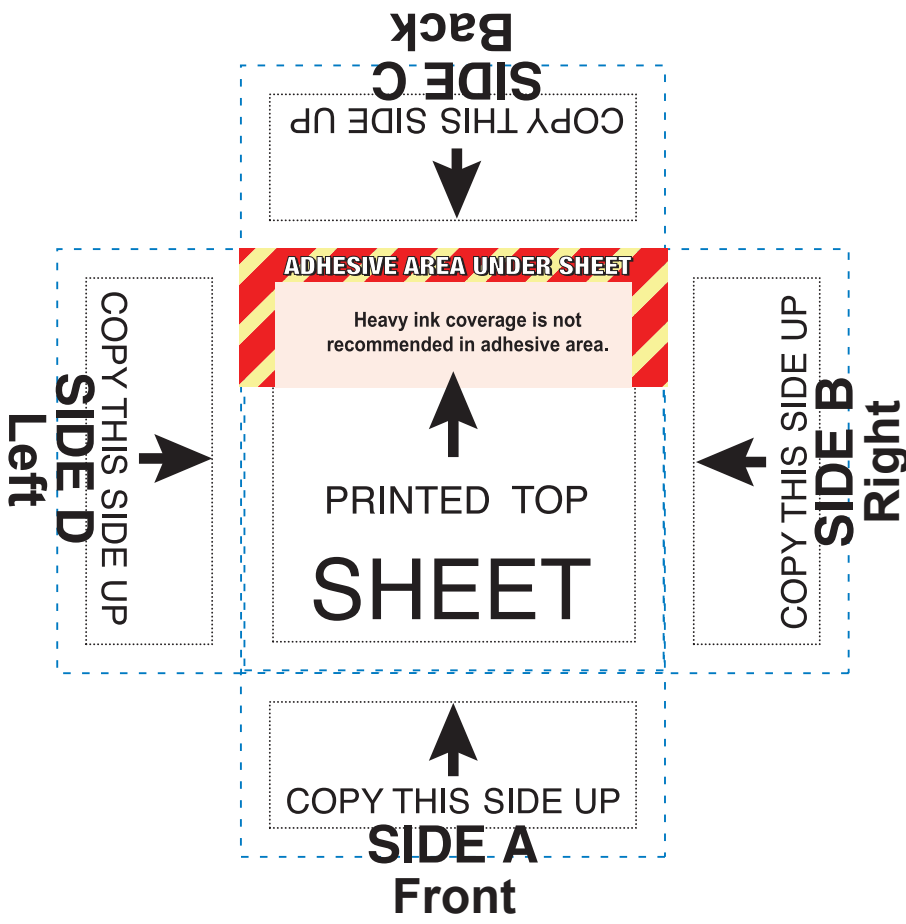 Back
SIDE C
COPY THIS SIDE UP
ADHESIVE AREA UNDER SHEET
Heavy ink coverage is not
recommended in adhesive area.
COPY THIS SIDE UP
SIDE D
Left
PRINTED TOP
SHEET
COPY THIS SIDE UP
SIDE B
Right
COPY THIS SIDE UP
SIDE A
Front